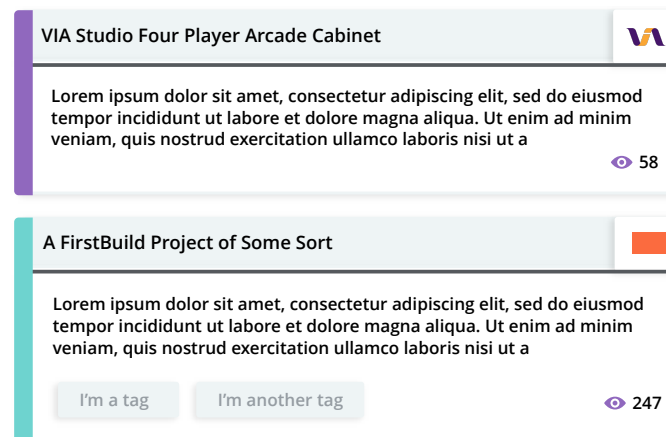 VIA Studio Four Player Arcade Cabinet
VIA
Lorem ipsum dolor sit amet, consectetur adipiscing elit, sed do eiusmod
tempor incididunt ut labore et dolore magna aliqua. Ut enim ad minim
veniam, quis nostrud exercitation ullamco laboris nisi ut a
58
A FirstBuild Project of Some Sort
Lorem ipsum dolor sit amet, consectetur adipiscing elit, sed do eiusmod
tempor incididunt ut labore et dolore magna aliqua. Ut enim ad minim
veniam, quis nostrud exercitation ullamco laboris nisi ut a
I'm a tag
I'm another tag
247